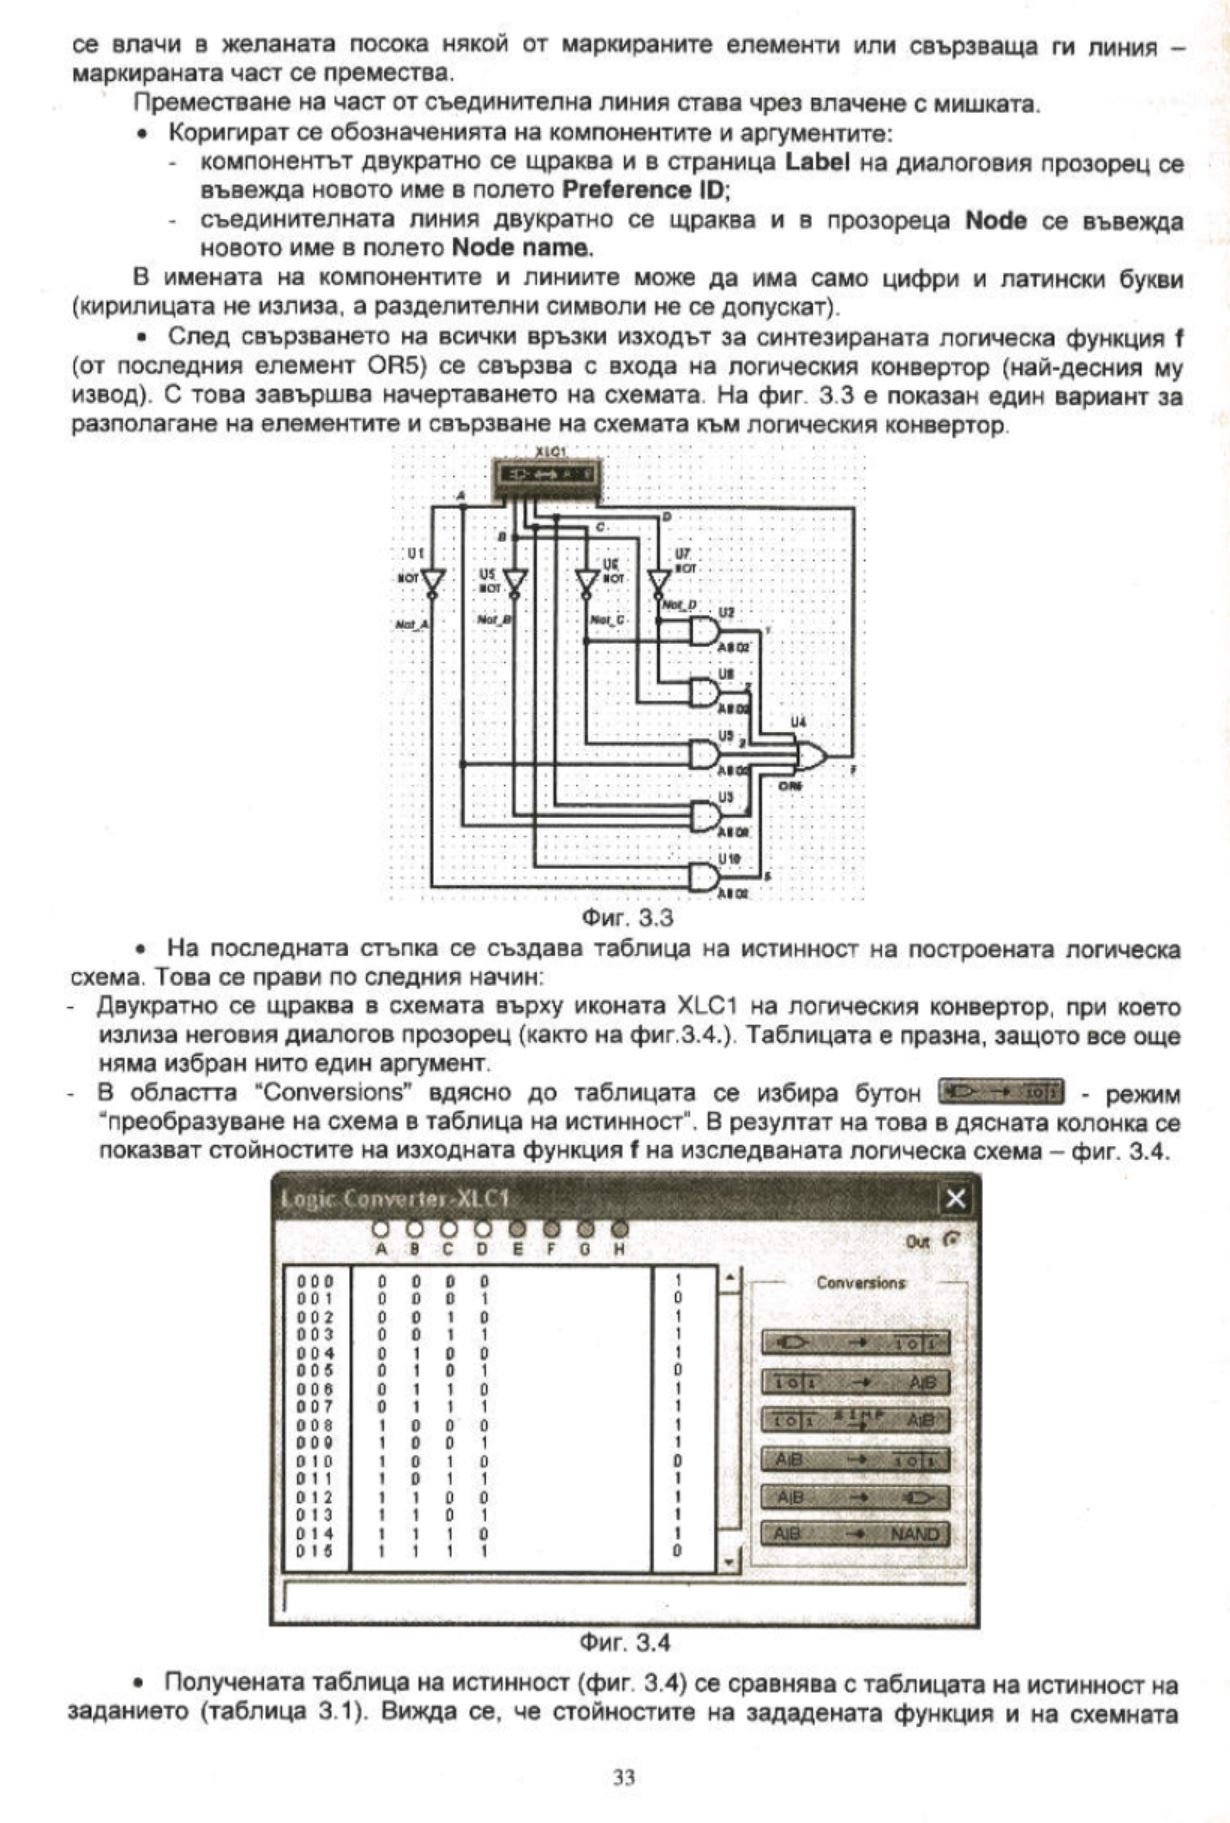 се влачи в желаната посока някой от маркираните елементи или свързваща ги линия –
маркираната част се премества.
Преместване на част от съединителна линия става чрез влачене с мишката.
• Коригират се обозначенията на компонентите и аргументите:
- компонентът двукратно се щраква и в страница Label на диалоговия прозорец се
въвежда новото име в полето Preference ID;
- съединителната линия двукратно се щраква и в прозореца Node се въвежда
новото име в полето Node name.
В имената на компонентите и линиите може да има само цифри и латински букви
(кирилицата не излиза, а разделителни символи не се допускат).
• След свързването на всички връзки изходът за синтезираната логическа функция f
(от последния елемент OR5) се свързва с входа на логическия конвертор (най-десния му
извод). С това завършва начертаването на схемата. На фиг. 3.3 е показан един вариант за
разполагане на елементите и свързване на схемата към логическия конвертор.
XLC1
A
D
C
B
U1
NOT
U5
NOT
U6
NOT
U7
NOT
Not_A
Not_B
Not_C
Not_D
U2
1
AND2
U8
2
U4
U3
U10
5
AND2
OR5
F
Фиг. 3.3
• На последната стъпка се създава таблица на истинност на построената логическа
схема. Това се прави по следния начин:
- Двукратно се щраква в схемата върху иконата XLC1 на логическия конвертор, при което
излиза неговия диалогов прозорец (както на фиг.3.4.). Таблицата е празна, защото все още
няма избран нито един аргумент.
- В областта “Conversions” вдясно до таблицата се избира бутон → 10|1 - режим
“преобразуване на схема в таблица на истинност”. В резултат на това в дясната колонка се
показват стойностите на изходната функция f на изследваната логическа схема – фиг. 3.4.
Logic Converter-XLC1
Out
A B C D E F G H
Conversions
000 0 0 0 0 1
001 0 0 0 1 0
002 0 0 1 0 1
003 0 0 1 1 1
004 0 1 0 0 1
005 0 1 0 1 0
006 0 1 1 0 1
007 0 1 1 1 1
008 1 0 0 0 1
009 1 0 0 1 1
010 1 0 1 0 0
011 1 0 1 1 1
012 1 1 0 0 1
013 1 1 0 1 1
014 1 1 1 0 1
015 1 1 1 1 0
→ 10|1
10|1 → A|B
10|1 SIMP → A|B
A|B → 10|1
A|B →
A|B → NAND
Фиг. 3.4
• Получената таблица на истинност (фиг. 3.4) се сравнява с таблицата на истинност на
заданието (таблица 3.1). Вижда се, че стойностите на зададената функция и на схемната
33